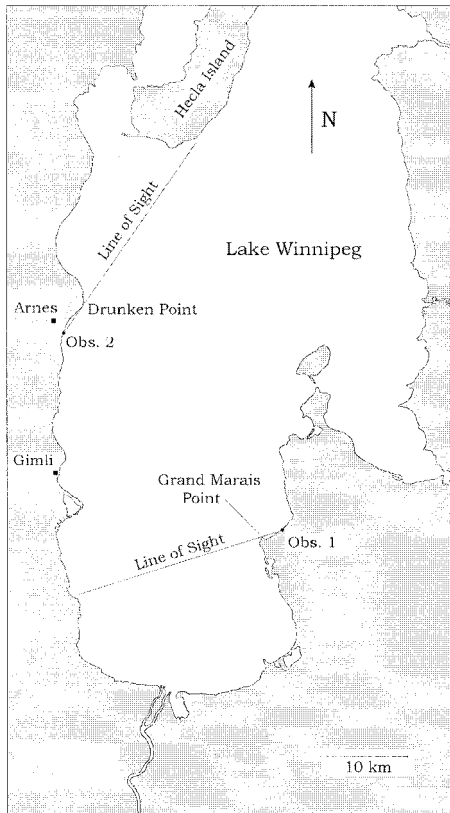 Hecla Island
N
Line of Sight
Lake Winnipeg
Arnes
Drunken Point
Obs. 2
Gimli
Grand Marais
Point
Line of Sight
Obs. 1
10 km